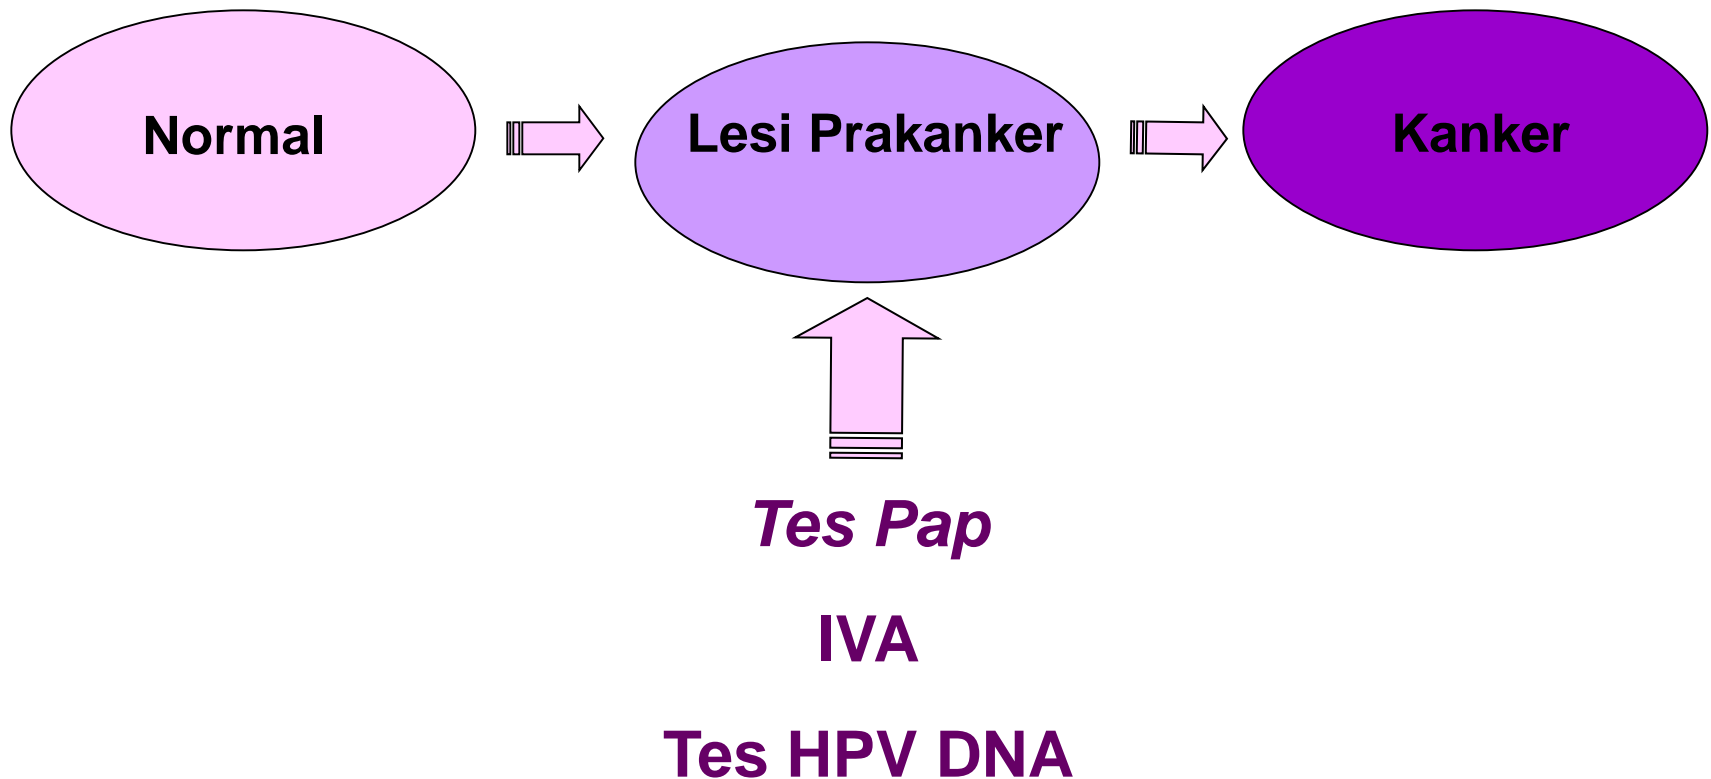 Normal
Lesi Prakanker
Kanker
Tes Pap
IVA
Tes HPV DNA